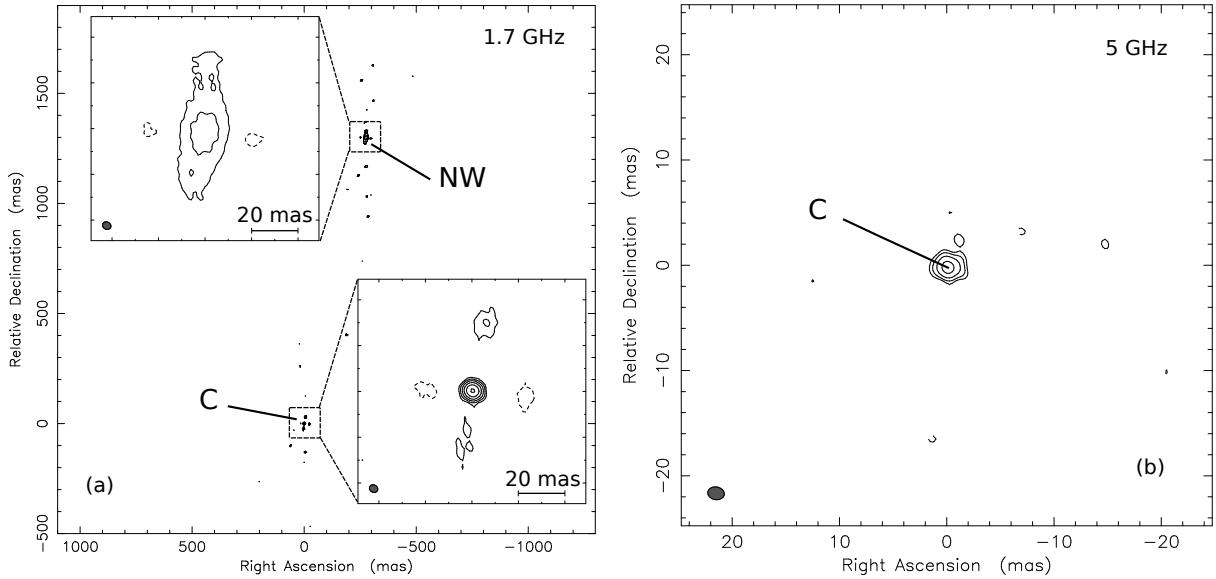 1.7 GHz
NW
20 mas
C
20 mas
(a)
Relative Declination (mas)
1500
1000
500
0
−500
1000 500 0 −500 −1000
Right Ascension (mas)
5 GHz
C
(b)
Relative Declination (mas)
20
10
0
−10
−20
20 10 0 −10 −20
Right Ascension (mas)